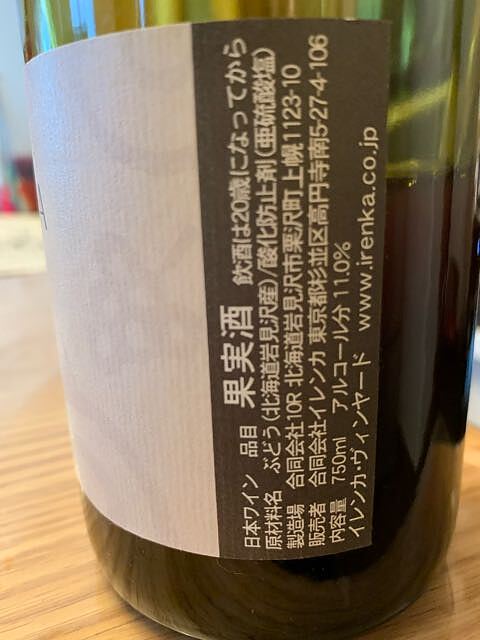 日本ワイン 品目 果実酒 飲酒は20歳になってから
原材料名 ぶどう(北海道岩見沢産)/酸化防止剤(亜硫酸塩)
製造場 合同会社10R 北海道岩見沢市栗沢町上幌1123-10
販売者 合同会社イレンカ 東京都杉並区高円寺南5-27-4-106
内容量 750ml アルコール分 11.0%
イレンカ・ヴィンヤード www.irenka.co.jp